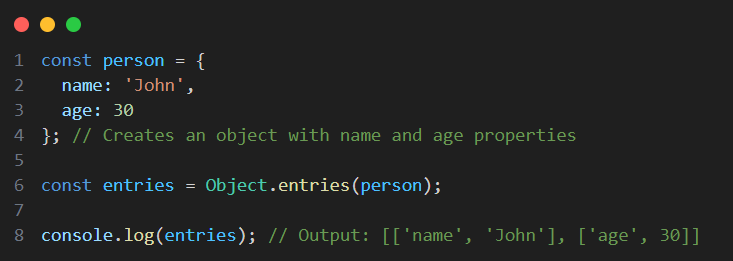 1 const person = {
2   name: 'John',
3   age: 30
4 }; // Creates an object with name and age properties
5
6 const entries = Object.entries(person);
7
8 console.log(entries); // Output: [['name', 'John'], ['age', 30]]